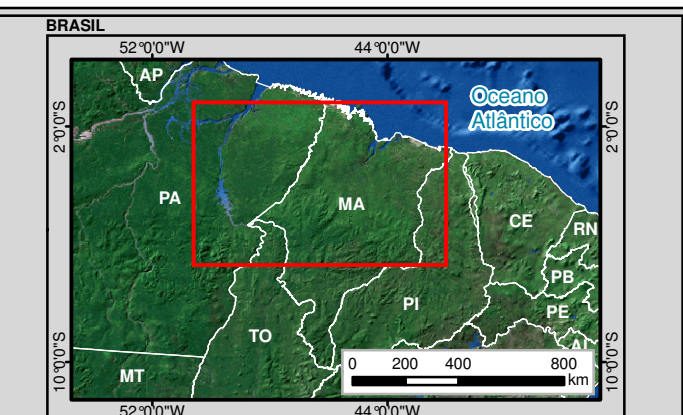 BRASIL
52°0'0"W 44°0'0"W
AP
Oceano
Atlântico
2°0'0"S 2°0'0"S
PA
MA
CE
RN
PB
PE
PI
AL
TO
MT
10°0'0"S 10°0'0"S
0 200 400 800
km
52°0'0"W 44°0'0"W